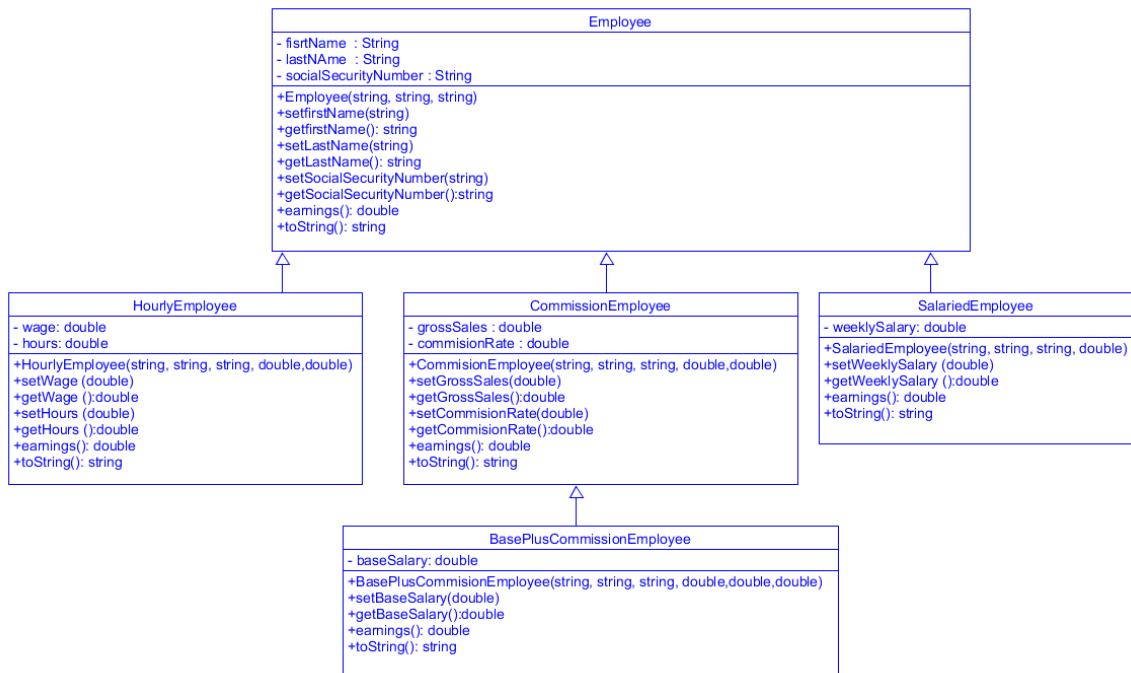 Employee
- fisrtName : String
- lastNAme : String
- socialSecurityNumber : String
+Employee(string, string, string)
+setfirstName(string)
+getfirstName(): string
+setLastName(string)
+getLastName(): string
+setSocialSecurityNumber(string)
+getSocialSecurityNumber():string
+earnings(): double
+toString(): string
HourlyEmployee
- wage: double
- hours: double
+HourlyEmployee(string, string, string, double,double)
+setWage (double)
+getWage ():double
+setHours (double)
+getHours ():double
+earnings(): double
+toString(): string
CommissionEmployee
- grossSales : double
- commisionRate : double
+CommisionEmployee(string, string, string, double,double)
+setGrossSales(double)
+getGrossSales():double
+setCommisionRate(double)
+getCommisionRate():double
+earnings(): double
+toString(): string
SalariedEmployee
- weeklySalary: double
+SalariedEmployee(string, string, string, double)
+setWeeklySalary (double)
+getWeeklySalary ():double
+earnings(): double
+toString(): string
BasePlusCommissionEmployee
- baseSalary: double
+BasePlusCommisionEmployee(string, string, string, double,double,double)
+setBaseSalary(double)
+getBaseSalary():double
+earnings(): double
+toString(): string